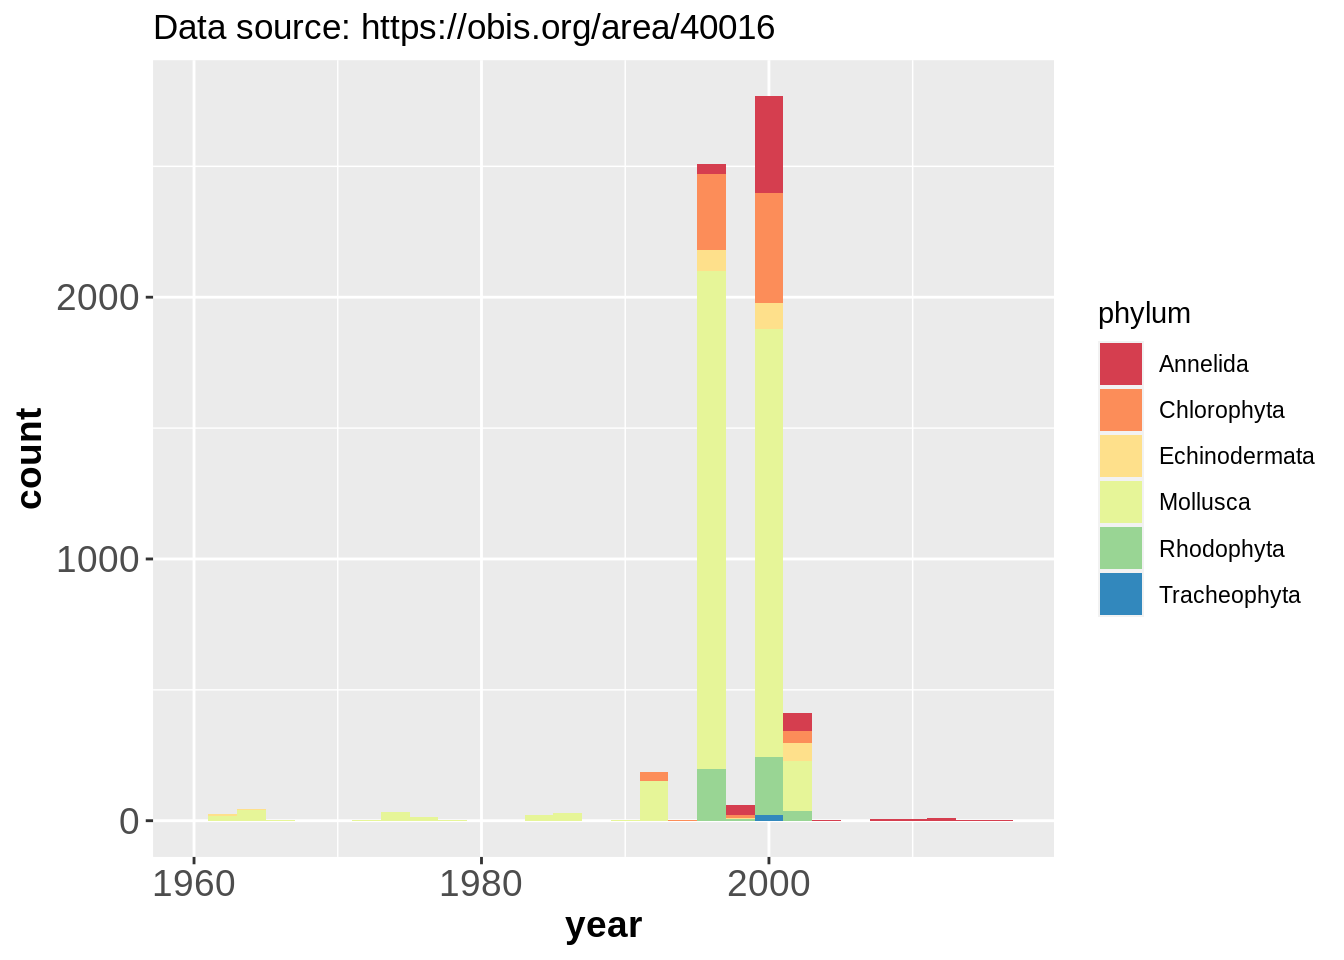 Data source: https://obis.org/area/40016
count
2000
1000
0
1960 1980 2000
year
phylum
Annelida
Chlorophyta
Echinodermata
Mollusca
Rhodophyta
Tracheophyta